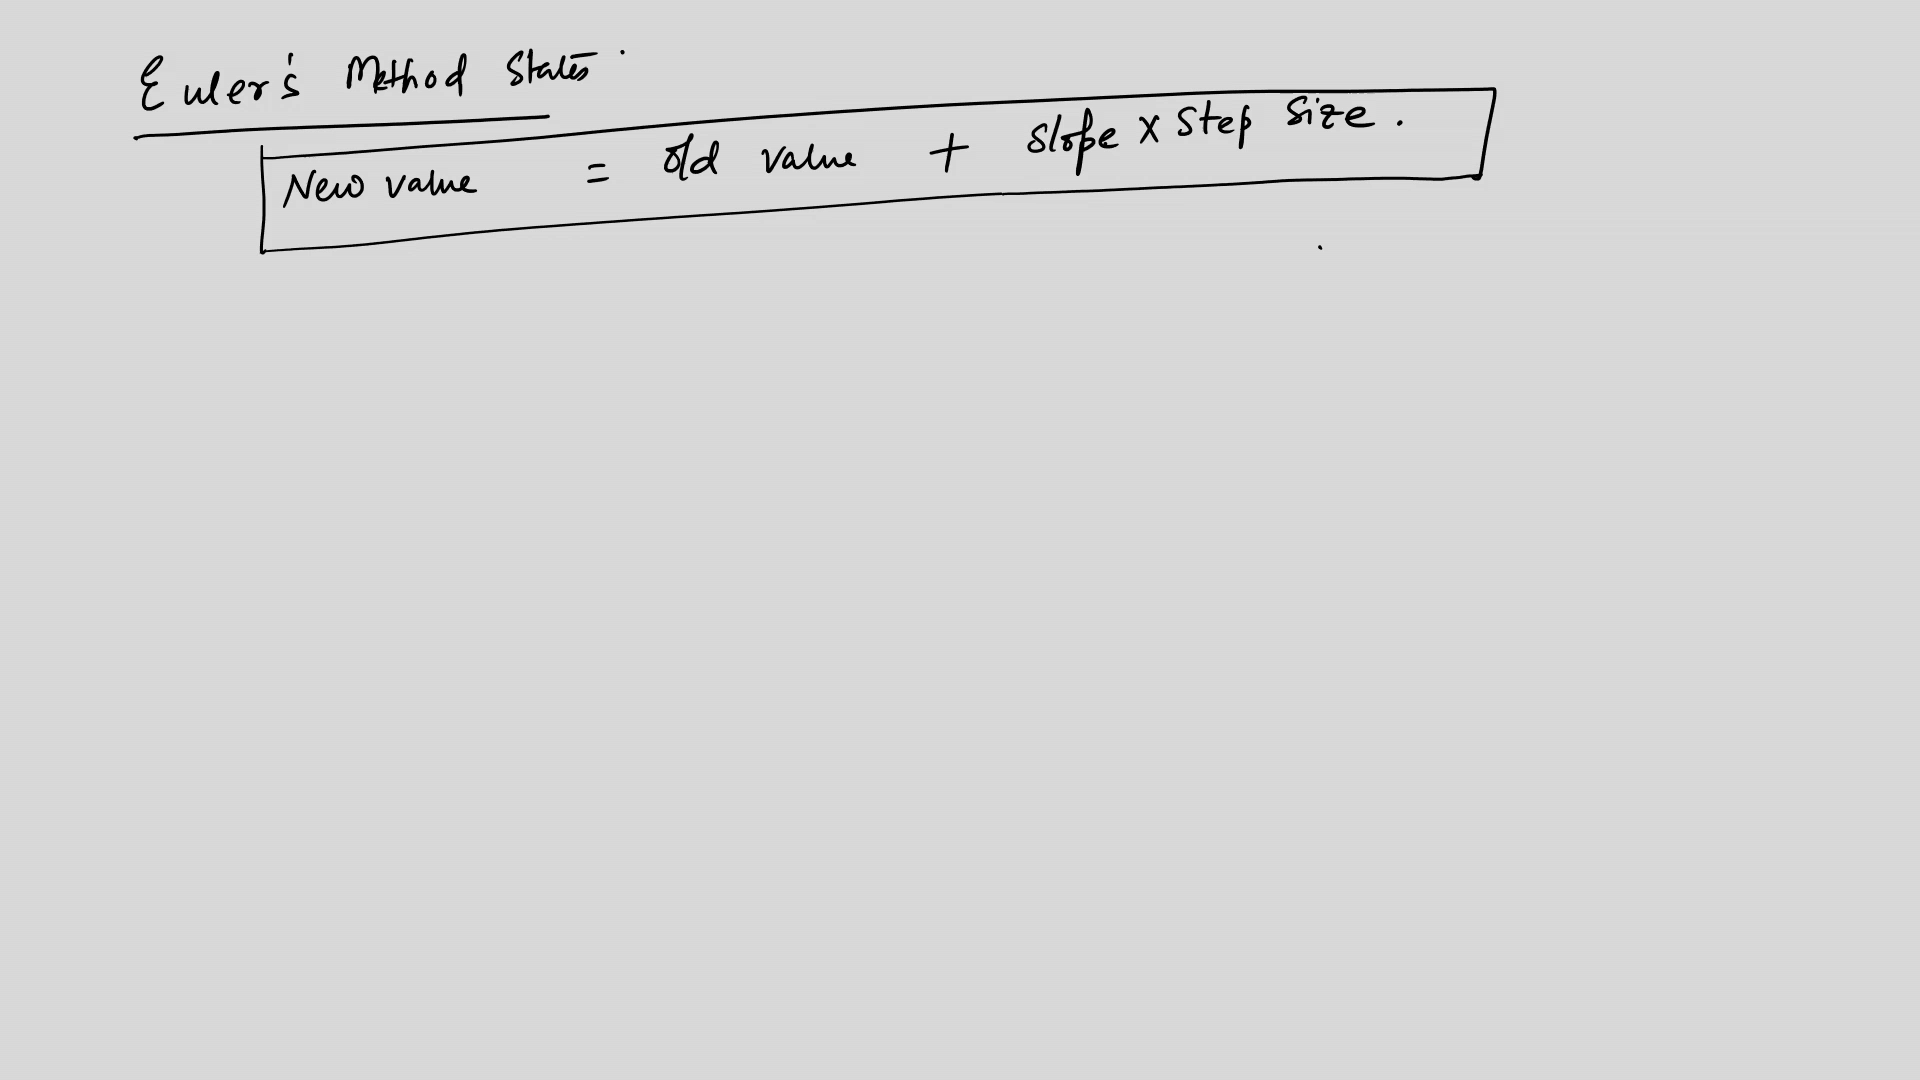 Euler's Method States
New value = old value + Slope x Step Size.